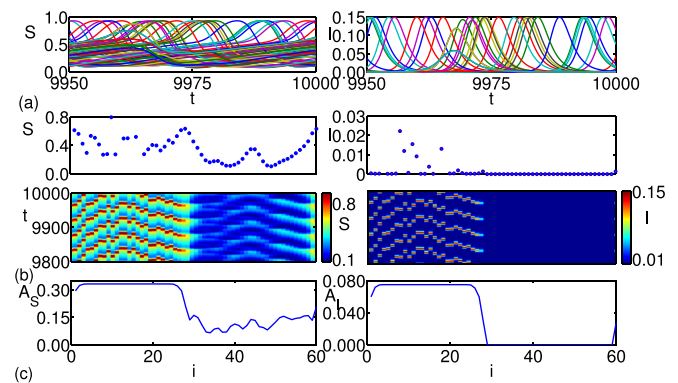 S 1.0 0.5 0.0 9950 9975 10000 t
I 0.15 0.10 0.05 0.00 9950 9975 10000 t
(a)
S 0.8 0.4 0.0
I 0.03 0.02 0.01 0
t 10000 9900 9800 0.8 S 0.1
0.15 I 0.01
(b)
A_S 0.30 0.15 0.00 0 20 40 60 i
A_I 0.080 0.040 0.000 0 20 40 60 i
(c)